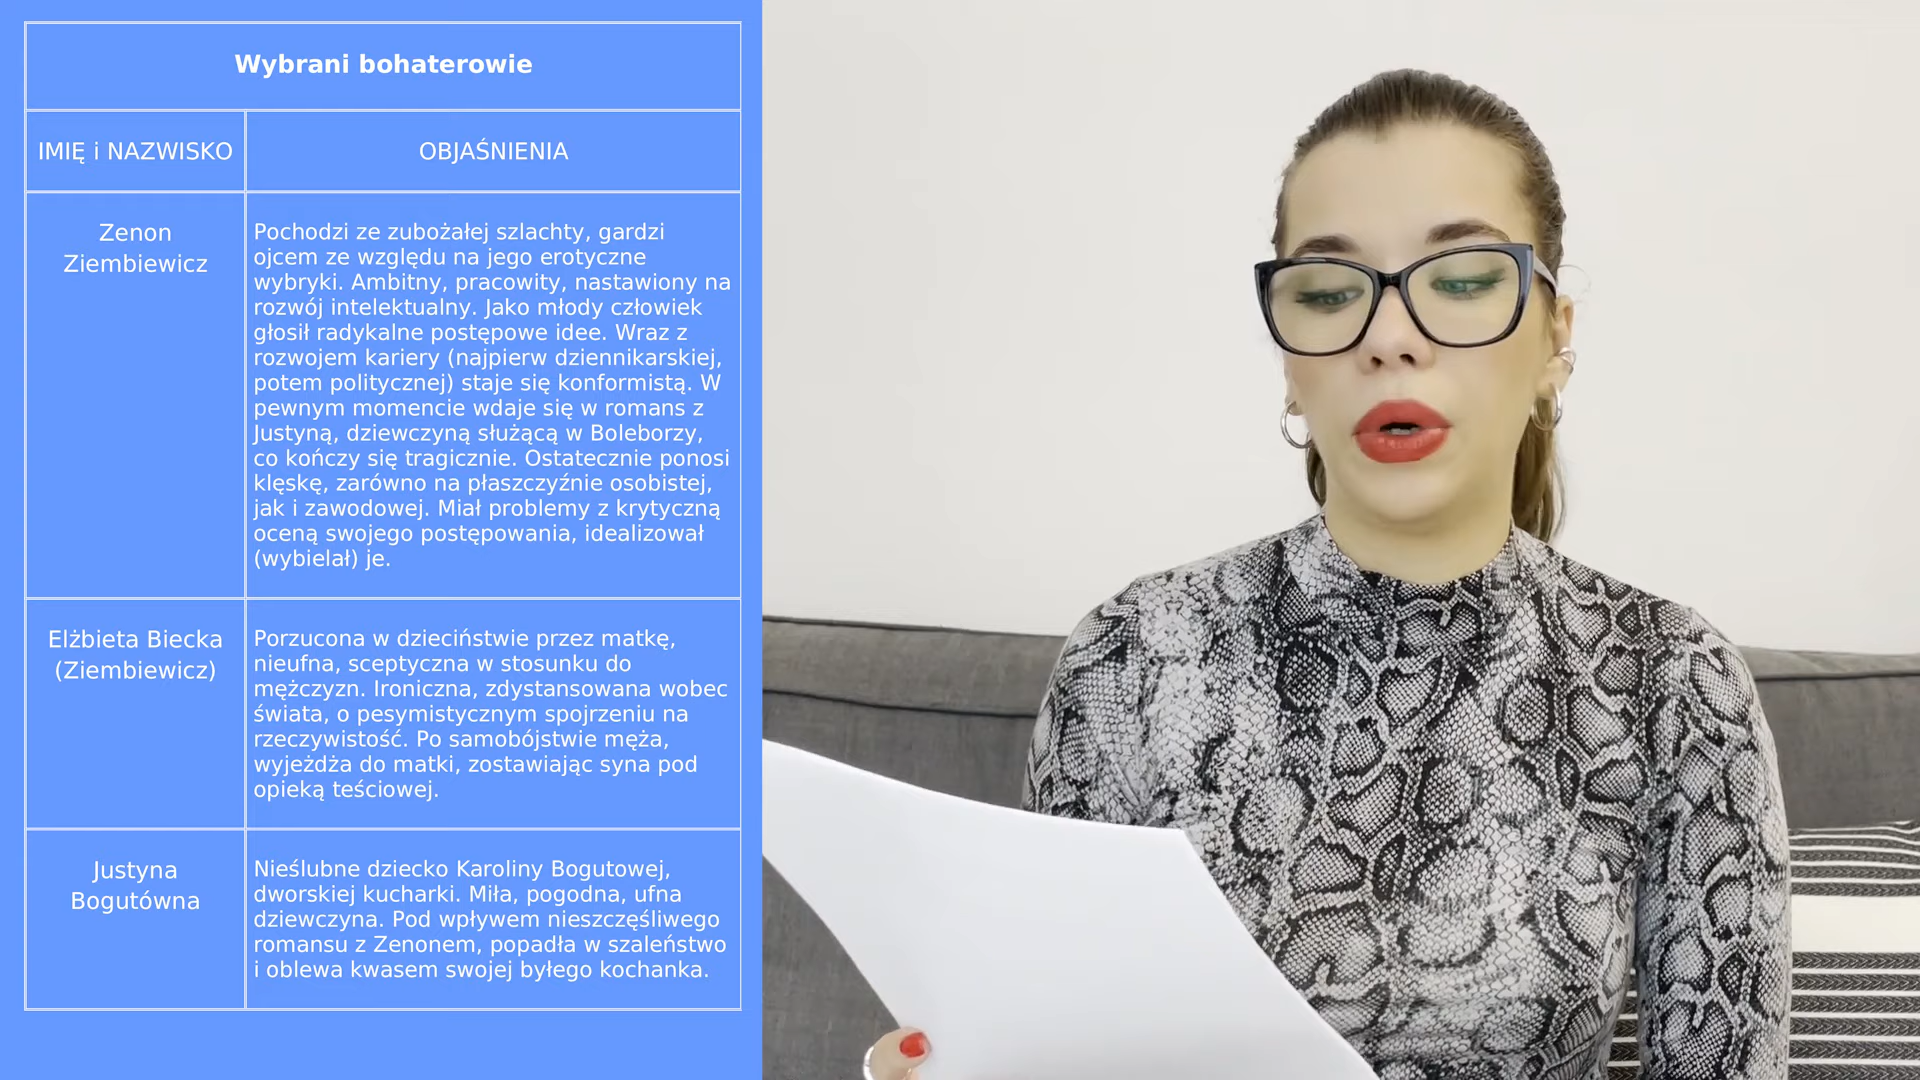 Wybrani bohaterowie
IMIĘ i NAZWISKO
OBJAŚNIENIA
Zenon
Ziembiewicz
Pochodzi ze zubożałej szlachty, gardzi
ojcem ze względu na jego erotyczne
wybryki. Ambitny, pracowity, nastawiony na
rozwój intelektualny. Jako młody człowiek
głosił radykalne postępowe idee. Wraz z
rozwojem kariery (najpierw dziennikarskiej,
potem politycznej) staje się konformistą. W
pewnym momencie wdaje się w romans z
Justyną, dziewczyną służącą w Boleborzy,
co kończy się tragicznie. Ostatecznie ponosi
klęskę, zarówno na płaszczyźnie osobistej,
jak i zawodowej. Miał problemy z krytyczną
oceną swojego postępowania, idealizował
(wybielał) je.
Elżbieta Biecka
(Ziembiewicz)
Porzucona w dzieciństwie przez matkę,
nieufna, sceptyczna w stosunku do
mężczyzn. Ironiczna, zdystansowana wobec
świata, o pesymistycznym spojrzeniu na
rzeczywistość. Po samobójstwie męża,
wyjeżdża do matki, zostawiając syna pod
opieką teściowej.
Justyna
Bogutówna
Nieślubne dziecko Karoliny Bogutowej,
dworskiej kucharki. Miła, pogodna, ufna
dziewczyna. Pod wpływem nieszczęśliwego
romansu z Zenonem, popadła w szaleństwo
i oblewa kwasem swojej byłego kochanka.